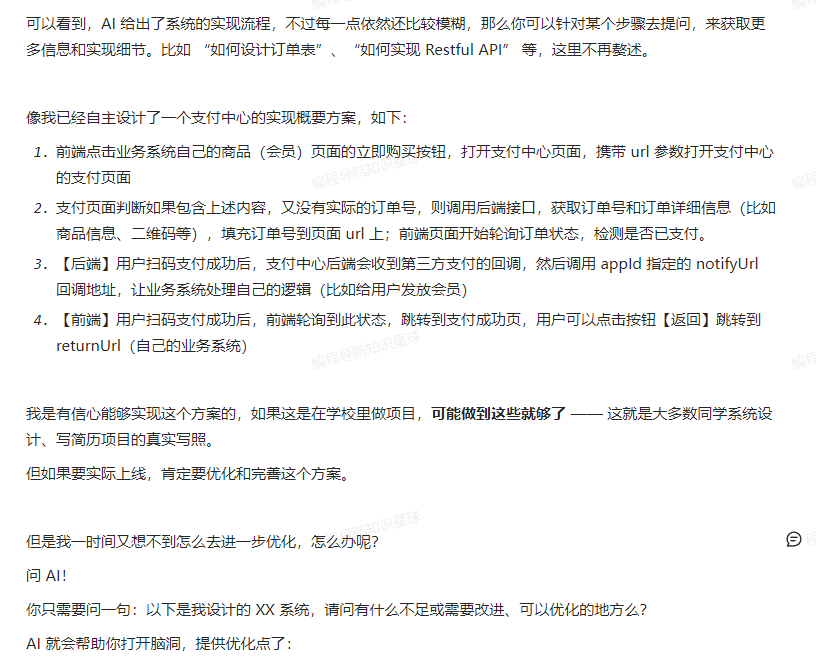 可以看到，AI 给出了系统的实现流程，不过每一点依然还比较模糊，那么你可以针对某个步骤去提问，来获取更
多信息和实现细节。比如 “如何设计订单表”、“如何实现 Restful API” 等，这里不再赘述。
像我已经自主设计了一个支付中心的实现概要方案，如下：
1. 前端点击业务系统自己的商品（会员）页面的立即购买按钮，打开支付中心页面，携带 url 参数打开支付中心
的支付页面
2. 支付页面判断如果包含上述内容，又没有实际的订单号，则调用后端接口，获取订单号和订单详细信息（比如
商品信息、二维码等），填充订单号到页面 url 上；前端页面开始轮询订单状态，检测是否已支付。
3. 【后端】用户扫码支付成功后，支付中心后端会收到第三方支付的回调，然后调用 appId 指定的 notifyUrl
回调地址，让业务系统处理自己的逻辑（比如给用户发放会员）
4. 【前端】用户扫码支付成功后，前端轮询到此状态，跳转到支付成功页，用户可以点击按钮【返回】跳转到
returnUrl（自己的业务系统）
我是有信心能够实现这个方案的，如果这是在学校里做项目，可能做到这些就够了 —— 这就是大多数同学系统设
计、写简历项目的真实写照。
但如果要实际上线，肯定要优化和完善这个方案。
但是我一时间又想不到怎么去进一步优化，怎么办呢？
问 AI！
你只需要问一句：以下是我设计的 XX 系统，请问有什么不足或需要改进、可以优化的地方么？
AI 就会帮助你打开脑洞，提供优化点了：
编程导航知识星球
编程导航知识星球
编程导航知识星球